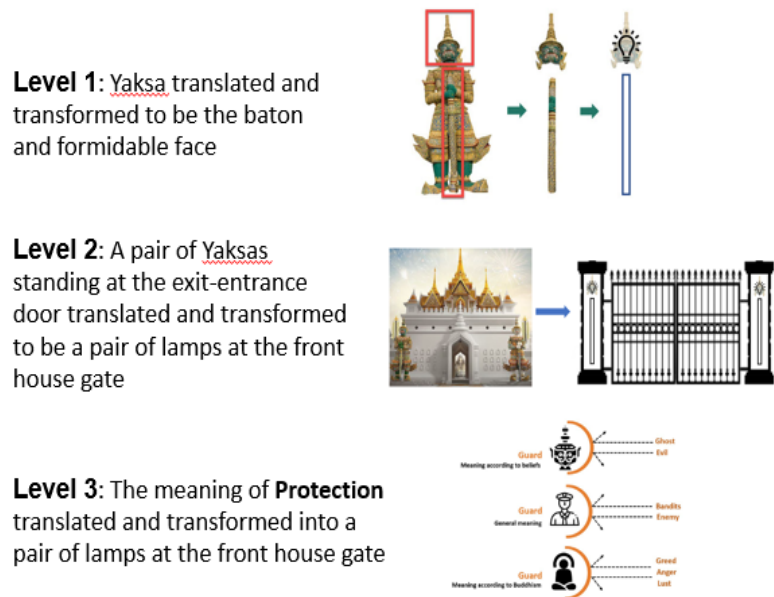 Level 1: Yaksa translated and
transformed to be the baton
and formidable face
Level 2: A pair of Yaksas
standing at the exit-entrance
door translated and transformed
to be a pair of lamps at the front
house gate
Level 3: The meaning of Protection
translated and transformed into a
pair of lamps at the front house gate
Ghost
Evil
Guard
Meaning according to beliefs
Bandits
Enemy
Guard
General meaning
Greed
Anger
Lust
Guard
Meaning according to Buddhism